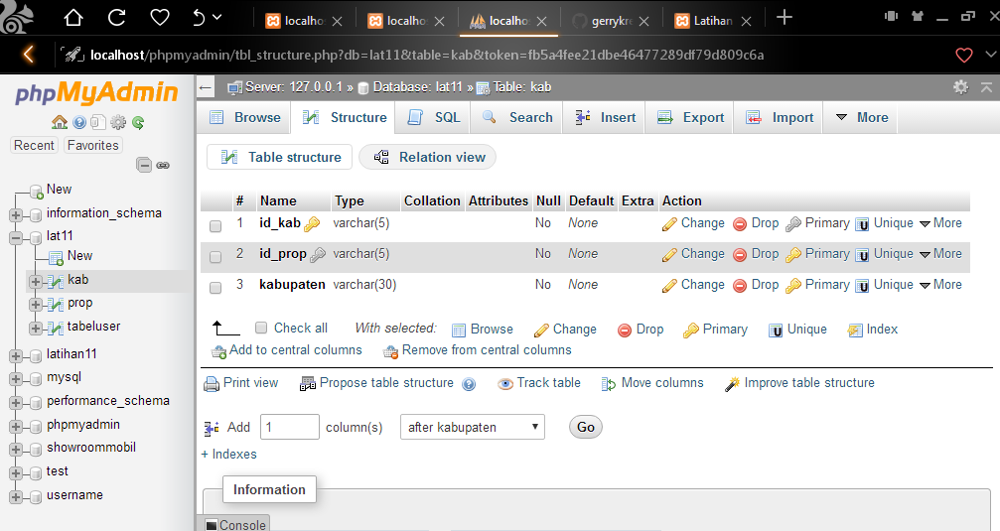 localhos
localhos
localhos
gerrykre
Latihan
localhost/phpmyadmin/tbl_structure.php?db=lat11&table=kab&token=fb5a4fee21dbe46477289df79d809c6a
phpMyAdmin
Recent Favorites
New
information_schema
lat11
New
kab
prop
tabeluser
latihan11
mysql
performance_schema
phpmyadmin
showroommobil
test
username
Server: 127.0.0.1 » Database: lat11 » Table: kab
Browse Structure SQL Search Insert Export Import More
Table structure Relation view
# Name Type Collation Attributes Null Default Extra Action
1 id_kab varchar(5) No None Change Drop Primary Unique More
2 id_prop varchar(5) No None Change Drop Primary Unique More
3 kabupaten varchar(30) No None Change Drop Primary Unique More
Check all With selected: Browse Change Drop Primary Unique Index
Add to central columns Remove from central columns
Print view Propose table structure Track table Move columns Improve table structure
Add 1 column(s) after kabupaten Go
+ Indexes
Information
Console